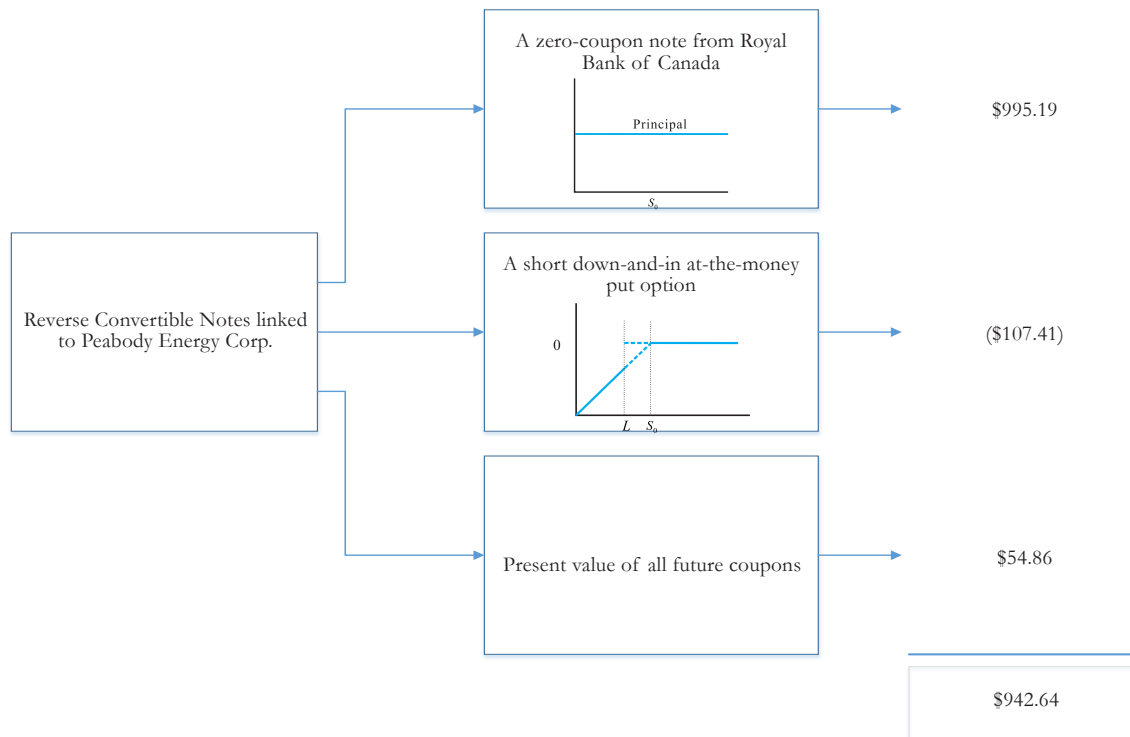 A zero-coupon note from Royal
Bank of Canada
Principal
S₀
$995.19
Reverse Convertible Notes linked
to Peabody Energy Corp.
A short down-and-in at-the-money
put option
0
L S₀
($107.41)
Present value of all future coupons
$54.86
$942.64